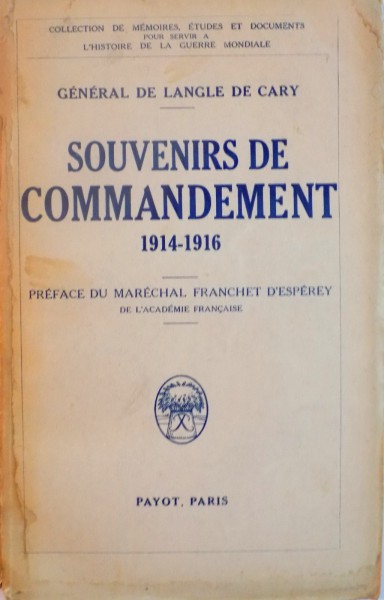 COLLECTION DE MÉMOIRES, ÉTUDES ET DOCUMENTS
POUR SERVIR A
L'HISTOIRE DE LA GUERRE MONDIALE
GÉNÉRAL DE LANGLE DE CARY
SOUVENIRS DE
COMMANDEMENT
1914-1916
PRÉFACE DU MARÉCHAL FRANCHET D'ESPÉREY
DE L'ACADÉMIE FRANÇAISE
PAYOT, PARIS